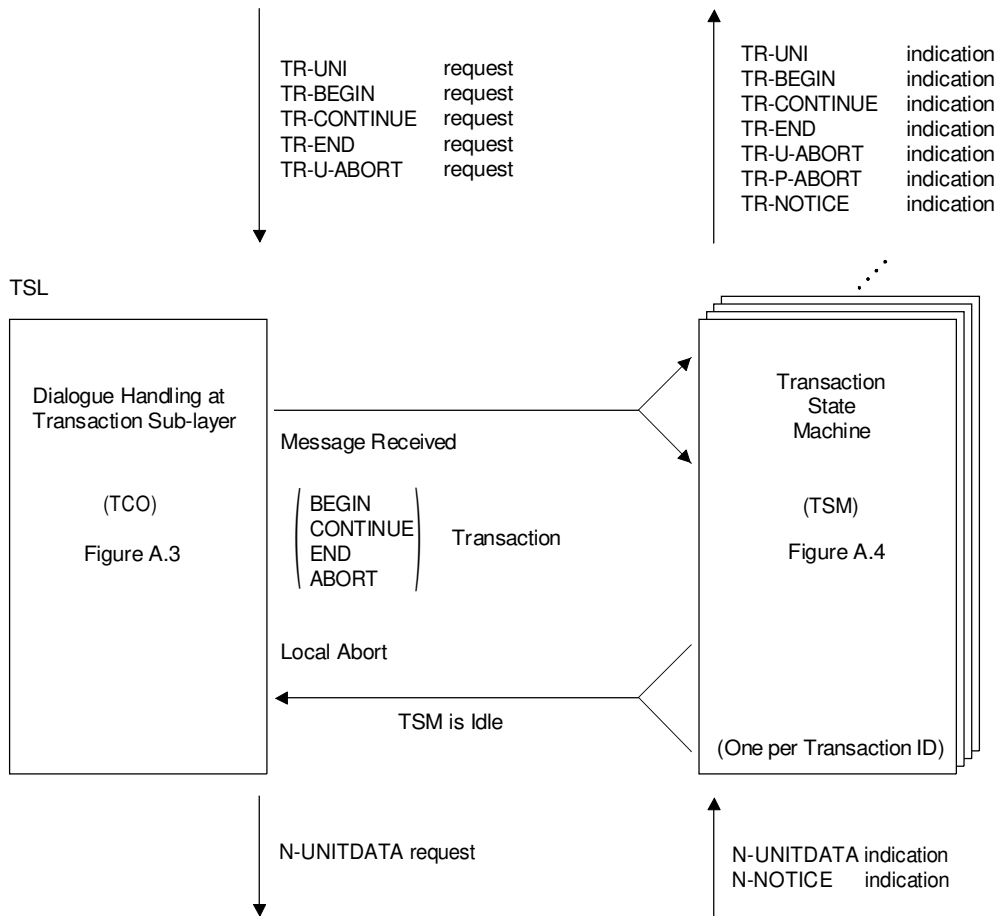 TR-UNI request
TR-BEGIN request
TR-CONTINUE request
TR-END request
TR-U-ABORT request
TR-UNI indication
TR-BEGIN indication
TR-CONTINUE indication
TR-END indication
TR-U-ABORT indication
TR-P-ABORT indication
TR-NOTICE indication
TSL
Dialogue Handling at
Transaction Sub-layer
(TCO)
Figure A.3
Message Received
BEGIN
CONTINUE
END
ABORT
Transaction
Local Abort
TSM is Idle
Transaction
State
Machine
(TSM)
Figure A.4
(One per Transaction ID)
N-UNITDATA request
N-UNITDATA indication
N-NOTICE indication